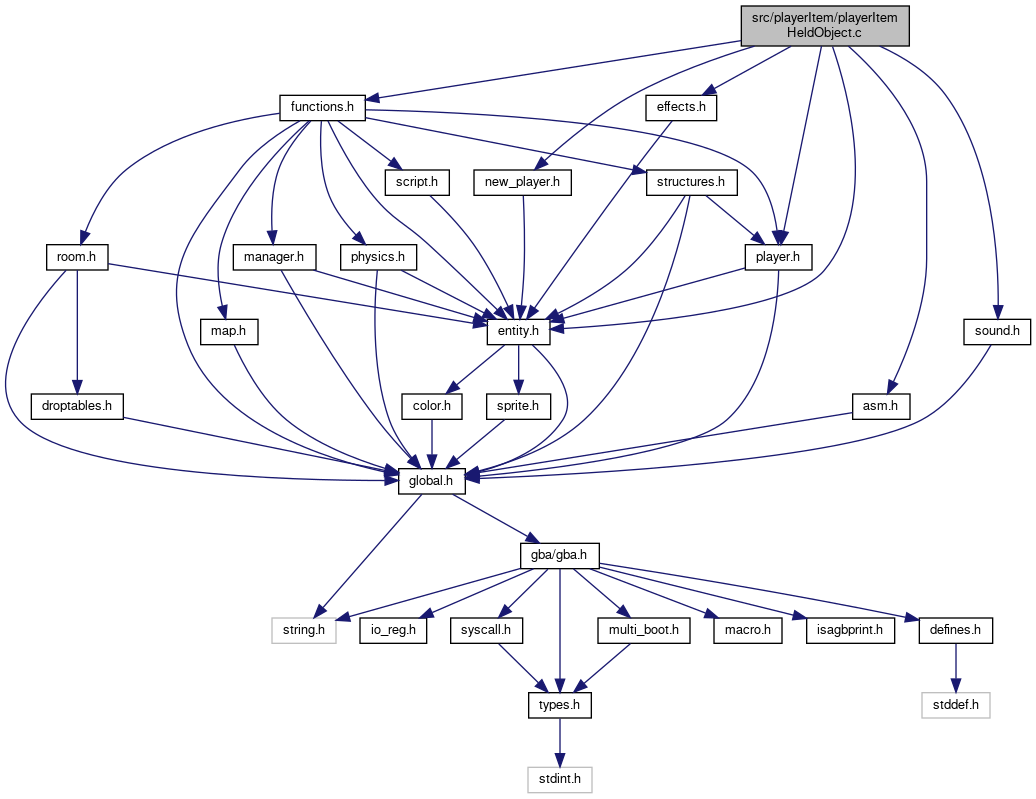 src/playerItem/playerItem
HeldObject.c
functions.h
effects.h
script.h
new_player.h
structures.h
room.h
manager.h
physics.h
player.h
map.h
entity.h
sound.h
droptables.h
color.h
sprite.h
asm.h
global.h
gba/gba.h
string.h
io_reg.h
syscall.h
multi_boot.h
macro.h
isagbprint.h
defines.h
types.h
stddef.h
stdint.h